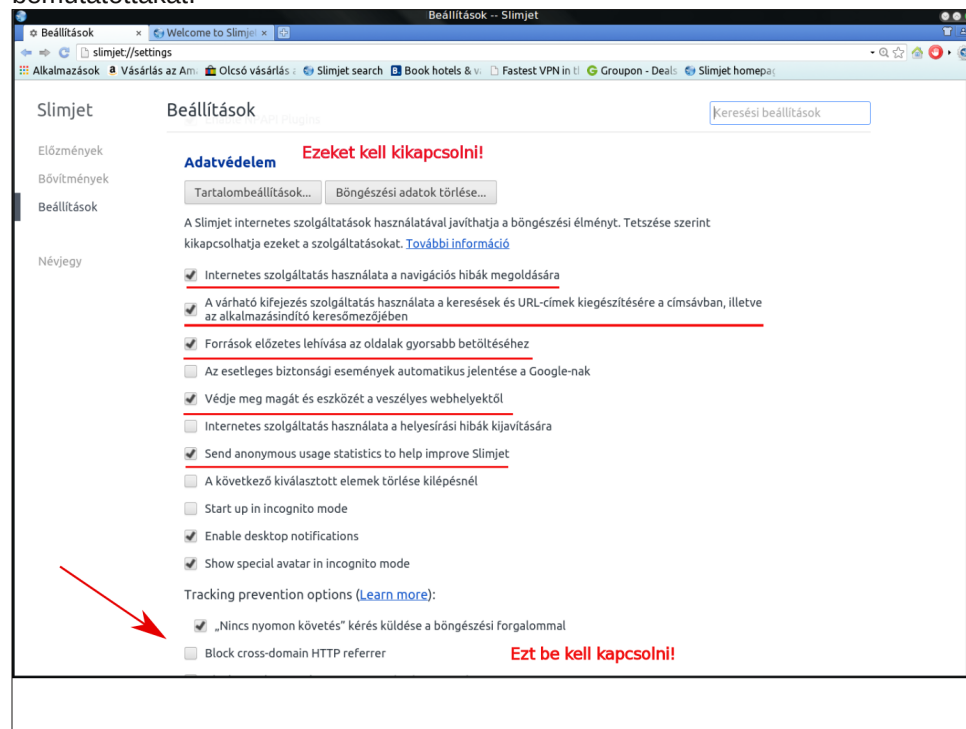 Beállítások -- Slimjet
Beállítások × Welcome to Slimjet ×
slimjet://settings
Alkalmazások Vásárlás az Am Olcsó vásárlás Slimjet search Book hotels & v Fastest VPN in t Groupon - Deals Slimjet homepag
Slimjet
Beállítások
Plugins
Keresési beállítások
Előzmények
Bővítmények
Beállítások
Névjegy
Adatvédelem
Ezeket kell kikapcsolni!
Tartalombeállítások... Böngészési adatok törlése...
A Slimjet internetes szolgáltatások használatával javíthatja a böngészési élményt. Tetszése szerint
kikapcsolhatja ezeket a szolgáltatásokat. További információ
Internetes szolgáltatás használata a navigációs hibák megoldására
A várható kifejezés szolgáltatás használata a keresések és URL-címek kiegészítésére a címsávban, illetve
az alkalmazásindító keresőmezőjében
Források előzetes lehívása az oldalak gyorsabb betöltéséhez
Az esetleges biztonsági események automatikus jelentése a Google-nak
Védje meg magát és eszközét a veszélyes webhelyektől
Internetes szolgáltatás használata a helyesírási hibák kijavítására
Send anonymous usage statistics to help improve Slimjet
A következő kiválasztott elemek törlése kilépésnél
Start up in incognito mode
Enable desktop notifications
Show special avatar in incognito mode
Tracking prevention options (Learn more):
„Nincs nyomon követés” kérés küldése a böngészési forgalommal
Block cross-domain HTTP referrer
Ezt be kell kapcsolni!